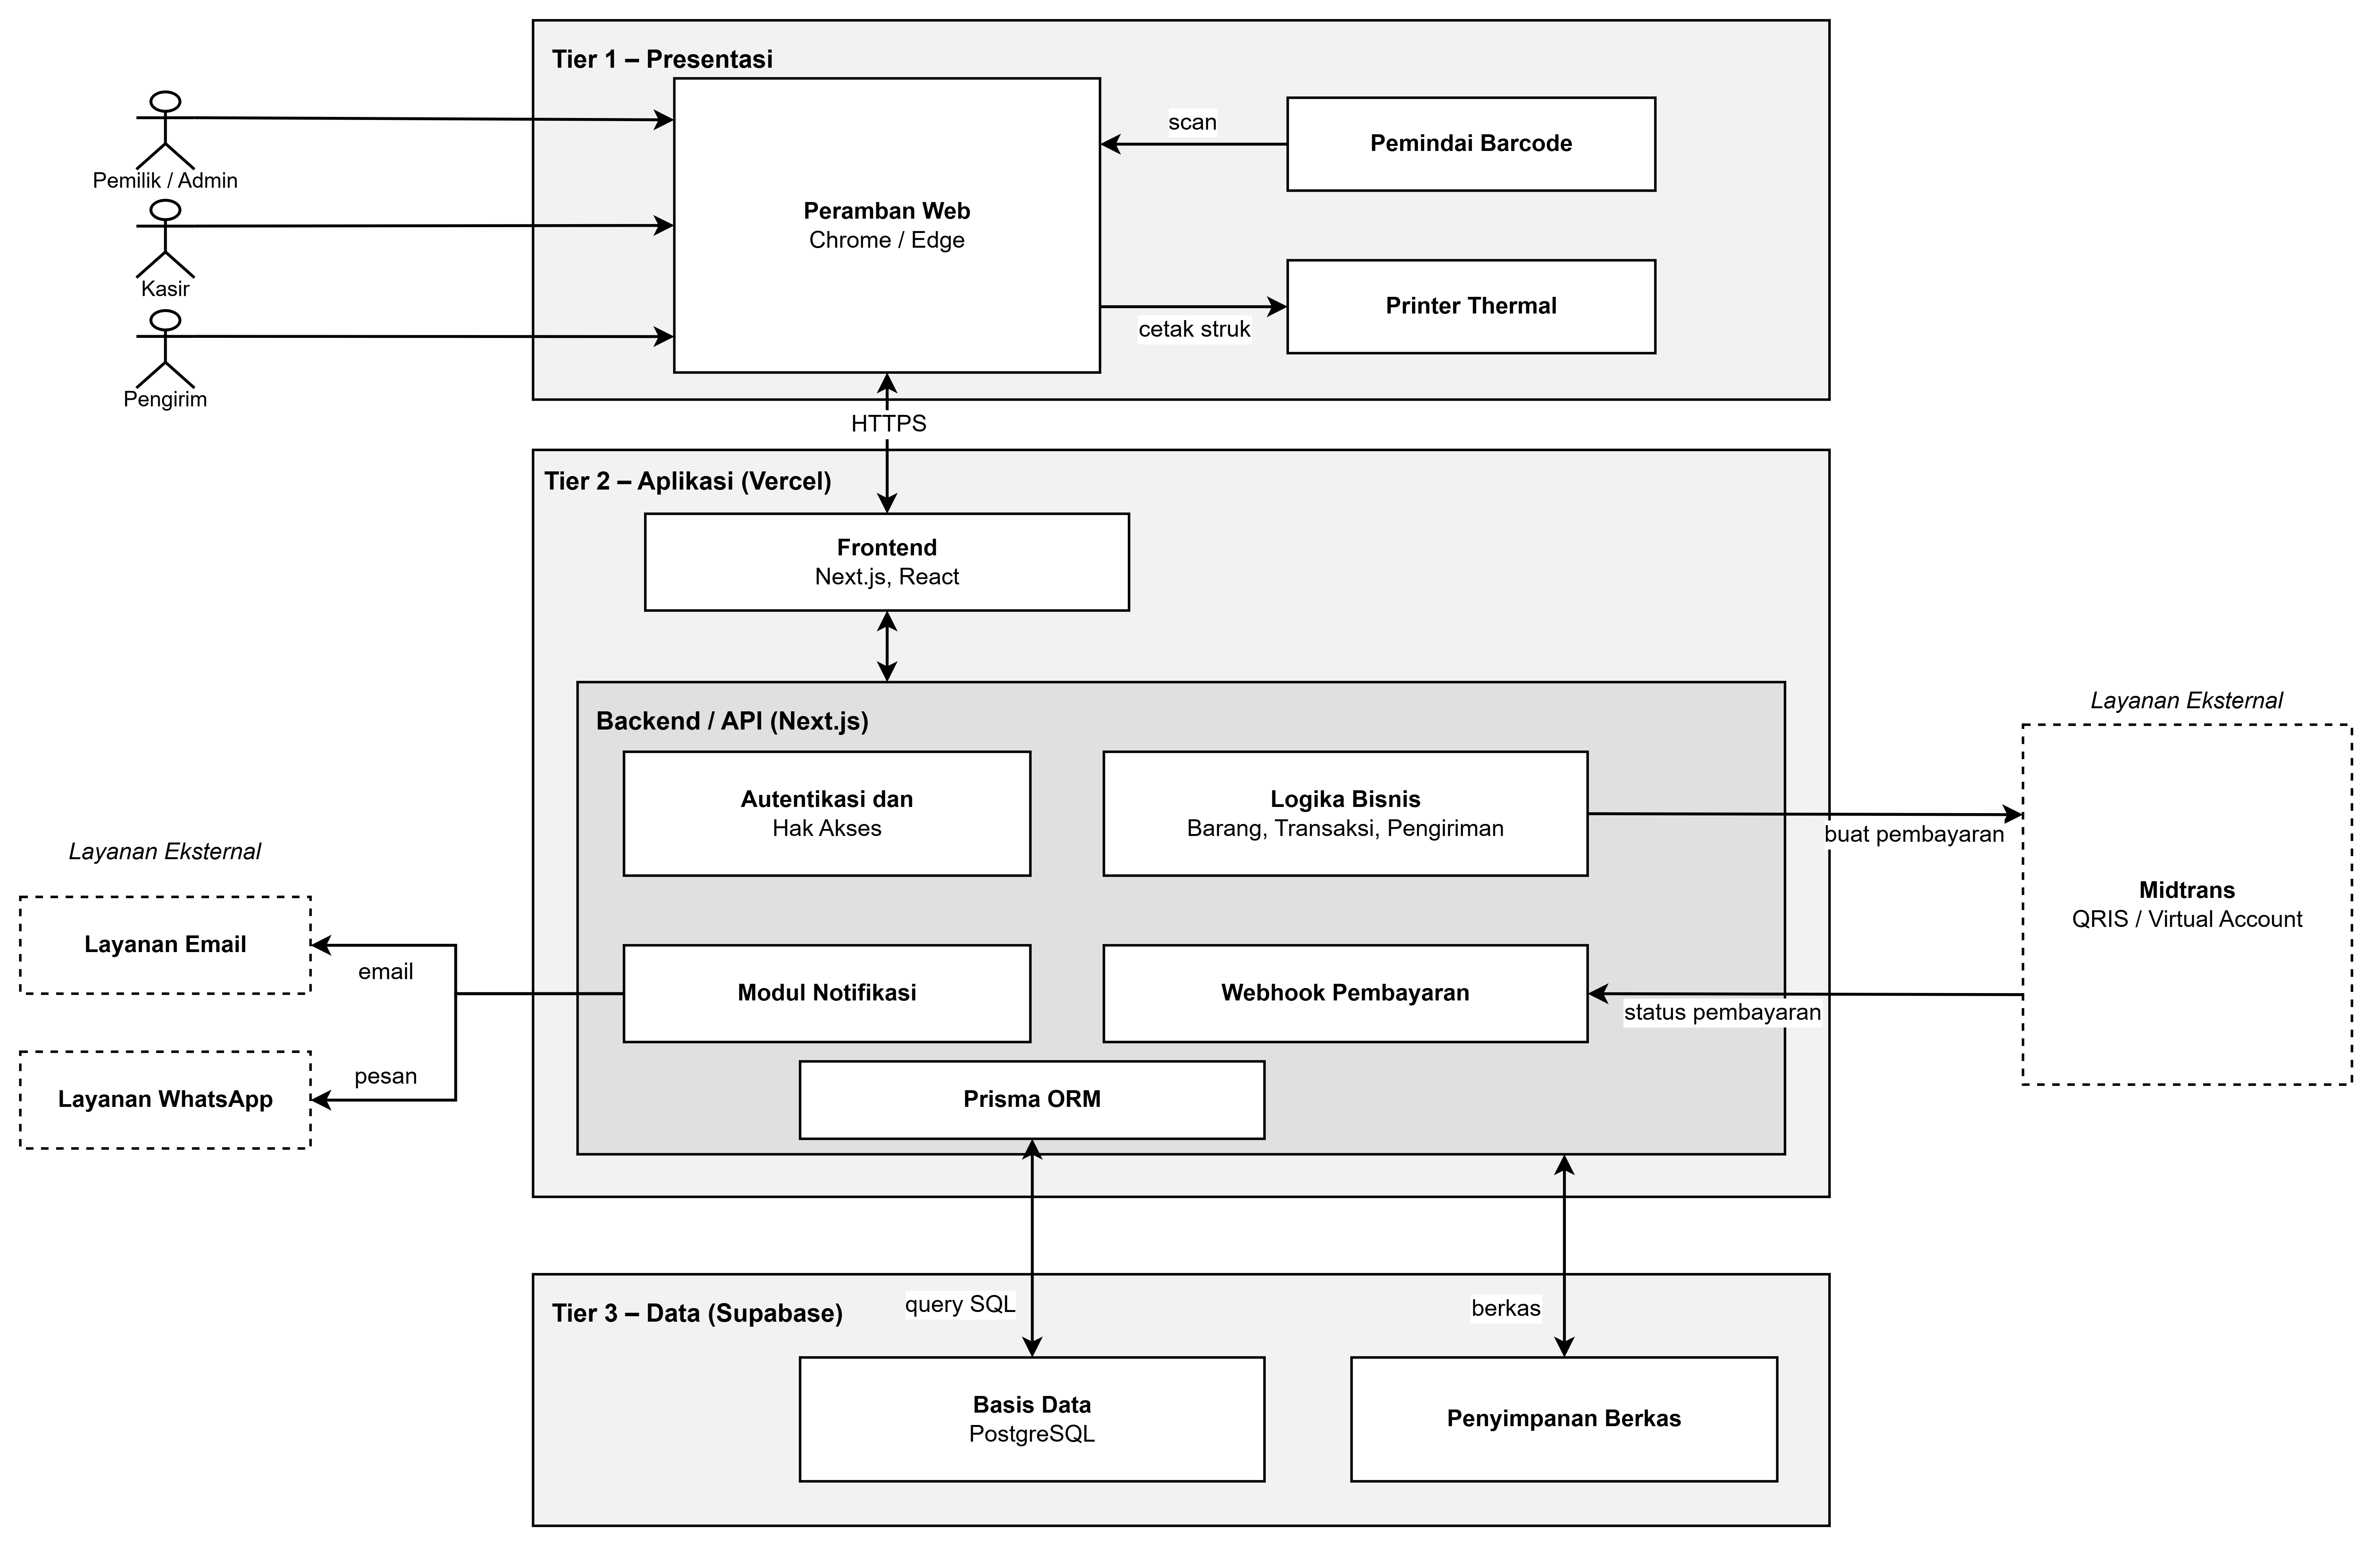 Tier 1 – Presentasi
Pemilik / Admin
Kasir
Pengirim
Peramban Web
Chrome / Edge
scan
Pemindai Barcode
cetak struk
Printer Thermal
HTTPS
Tier 2 – Aplikasi (Vercel)
Frontend
Next.js, React
Backend / API (Next.js)
Autentikasi dan
Hak Akses
Logika Bisnis
Barang, Transaksi, Pengiriman
buat pembayaran
Layanan Eksternal
Midtrans
QRIS / Virtual Account
Layanan Eksternal
Layanan Email
email
Modul Notifikasi
Webhook Pembayaran
status pembayaran
Layanan WhatsApp
pesan
Prisma ORM
Tier 3 – Data (Supabase)
query SQL
berkas
Basis Data
PostgreSQL
Penyimpanan Berkas